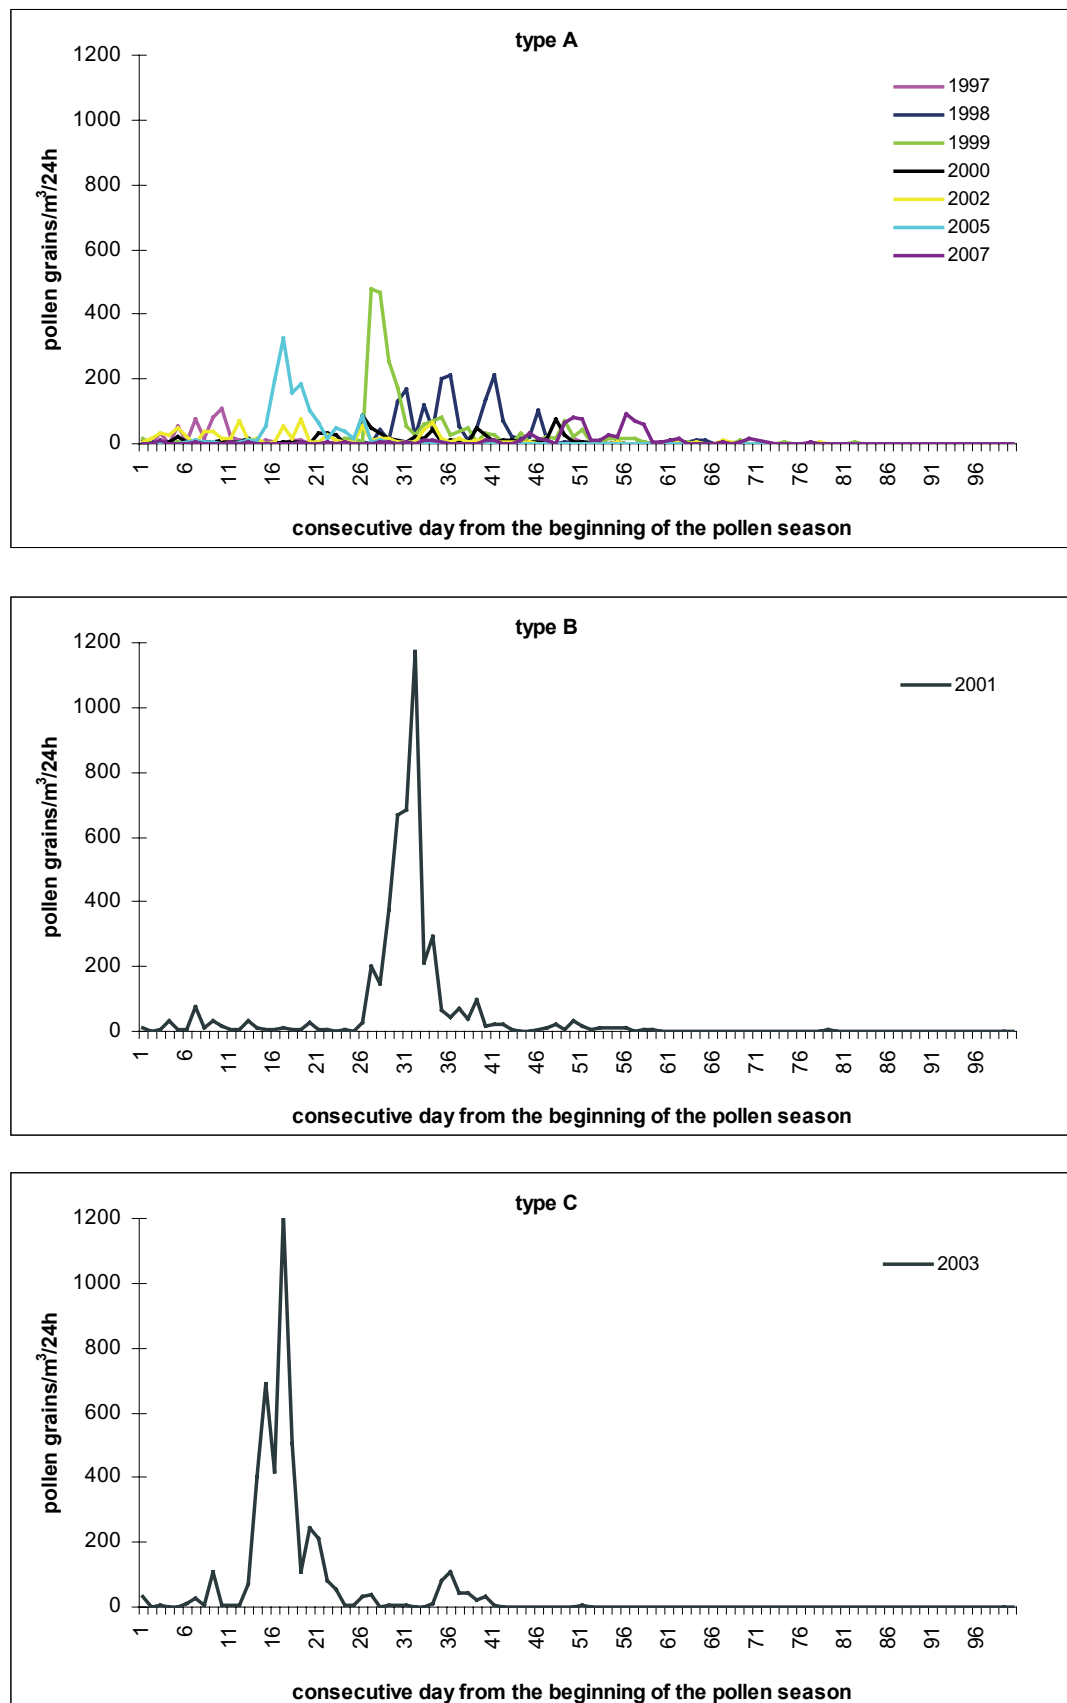 type A
1200
1000
800
600
400
200
0
pollen grains/m³/24h
1997
1998
1999
2000
2002
2005
2007
1 6 11 16 21 26 31 36 41 46 51 56 61 66 71 76 81 86 91 96
consecutive day from the beginning of the pollen season
type B
1200
1000
800
600
400
200
0
pollen grains/m³/24h
2001
1 6 11 16 21 26 31 36 41 46 51 56 61 66 71 76 81 86 91 96
consecutive day from the beginning of the pollen season
type C
1200
1000
800
600
400
200
0
pollen grains/m³/24h
2003
1 6 11 16 21 26 31 36 41 46 51 56 61 66 71 76 81 86 91 96
consecutive day from the beginning of the pollen season